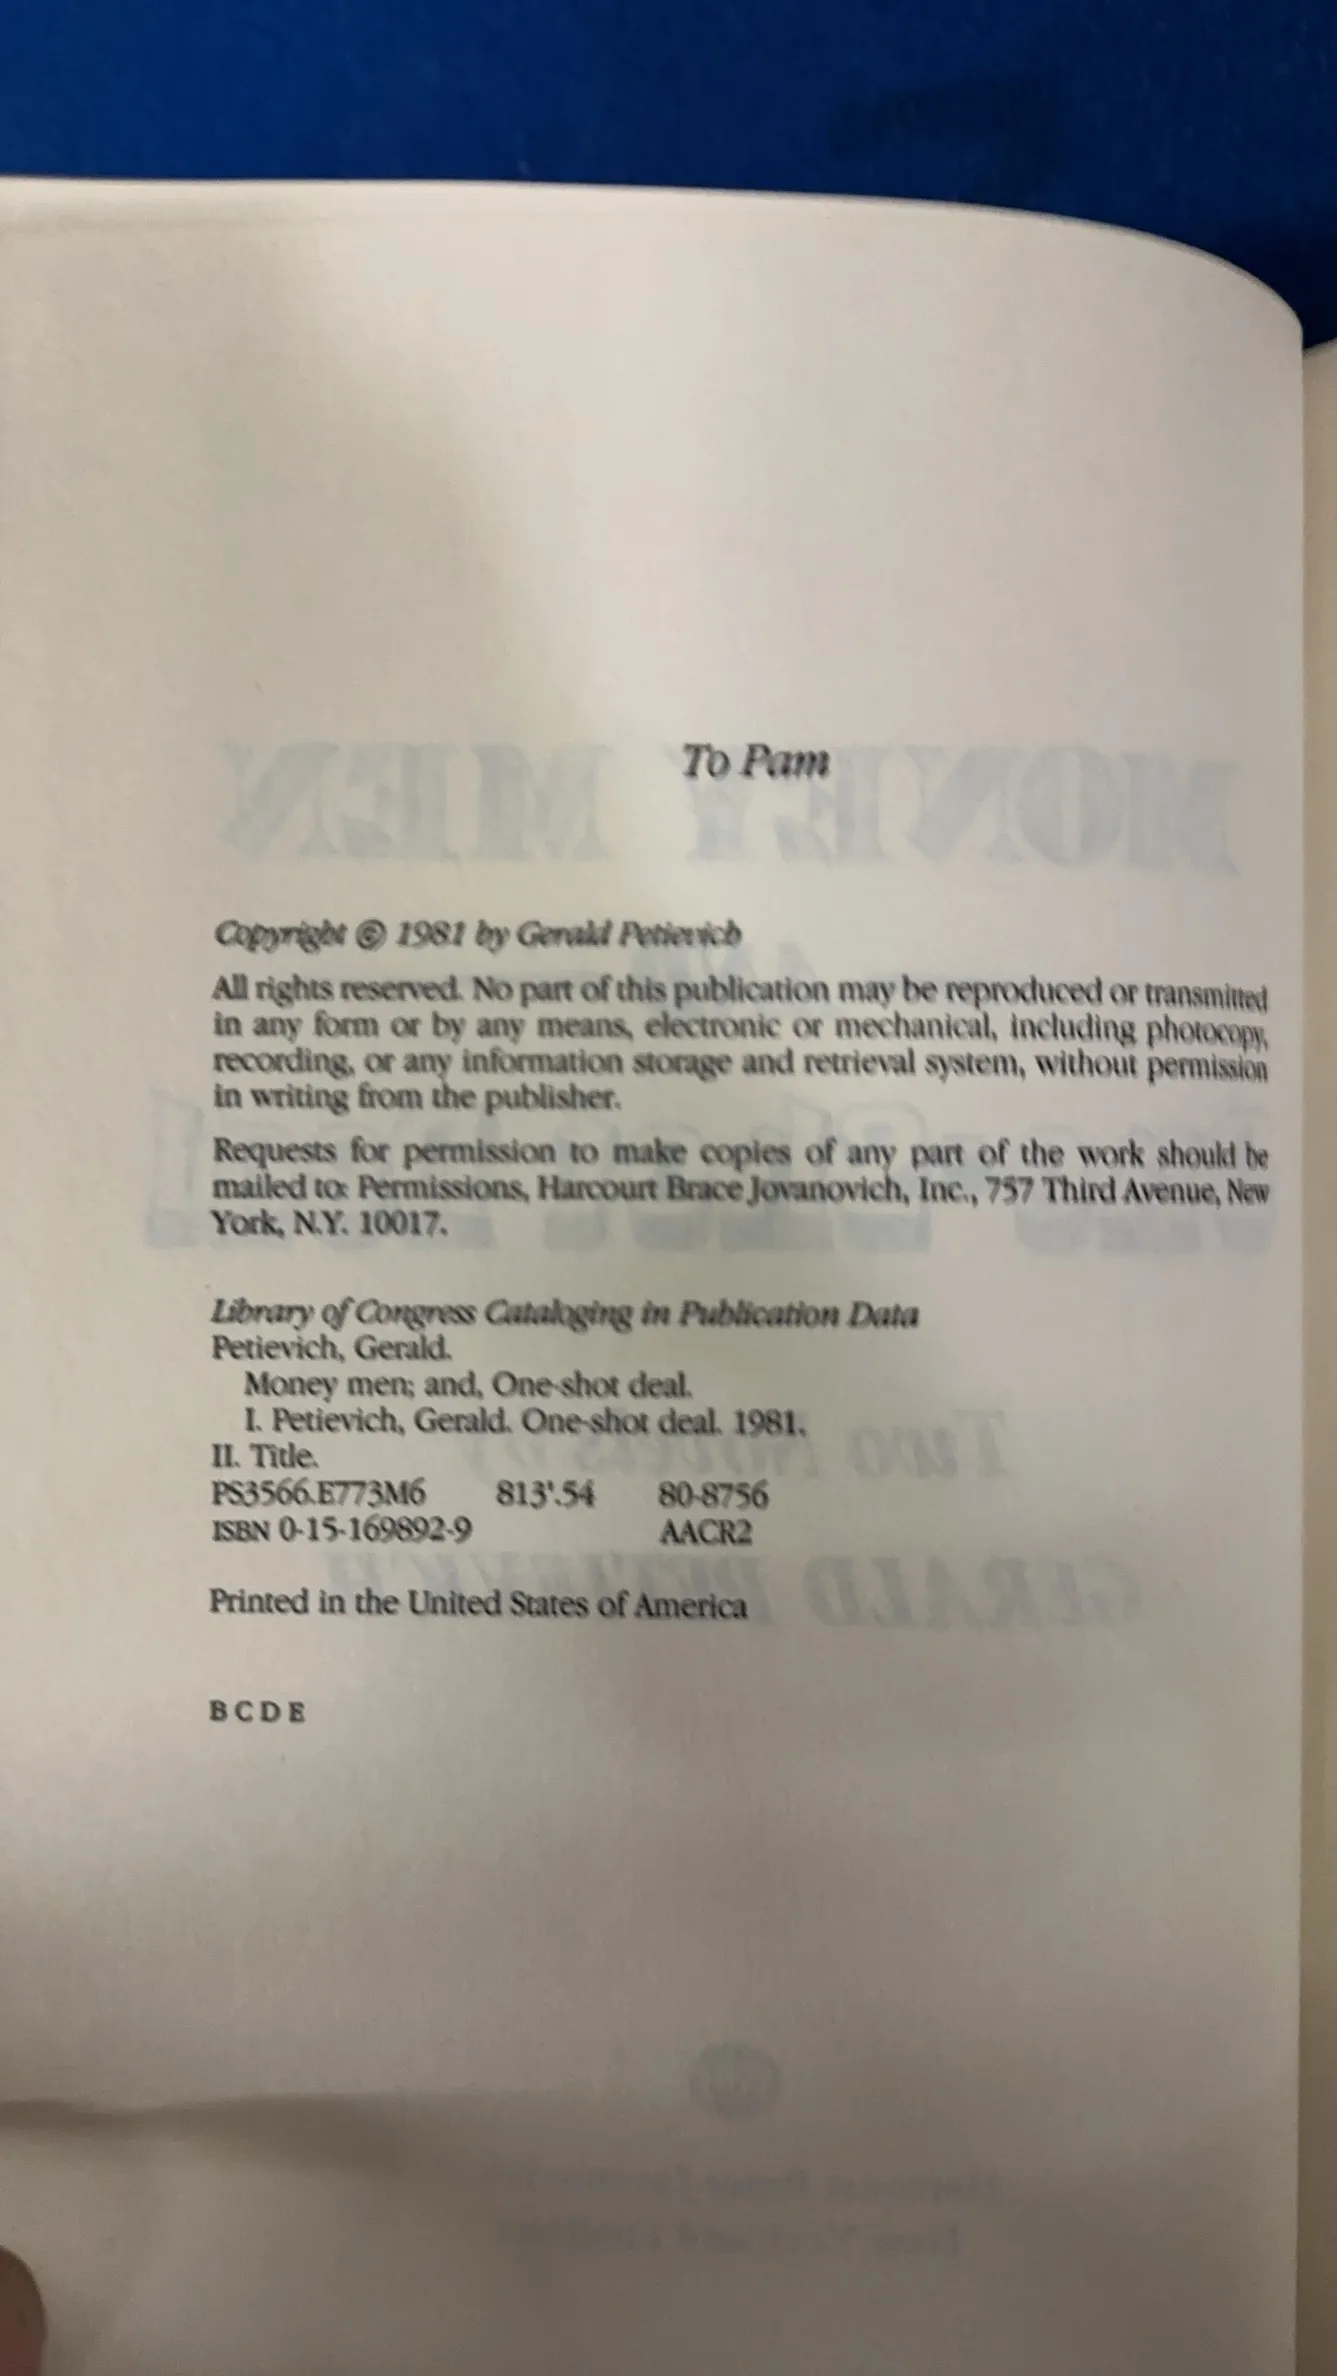 To Pam
Copyright © 1981 by Gerald Petievich
All rights reserved. No part of this publication may be reproduced or transmitted
in any form or by any means, electronic or mechanical, including photocopy,
recording, or any information storage and retrieval system, without permission
in writing from the publisher.
Requests for permission to make copies of any part of the work should be
mailed to: Permissions, Harcourt Brace Jovanovich, Inc., 757 Third Avenue, New
York, N.Y. 10017.
Library of Congress Cataloging in Publication Data
Petievich, Gerald.
Money men; and, One-shot deal.
I. Petievich, Gerald. One-shot deal. 1981.
II. Title.
PS3566.E773M6 813'.54 80-8756
ISBN 0-15-169892-9 AACR2
Printed in the United States of America
B C D E